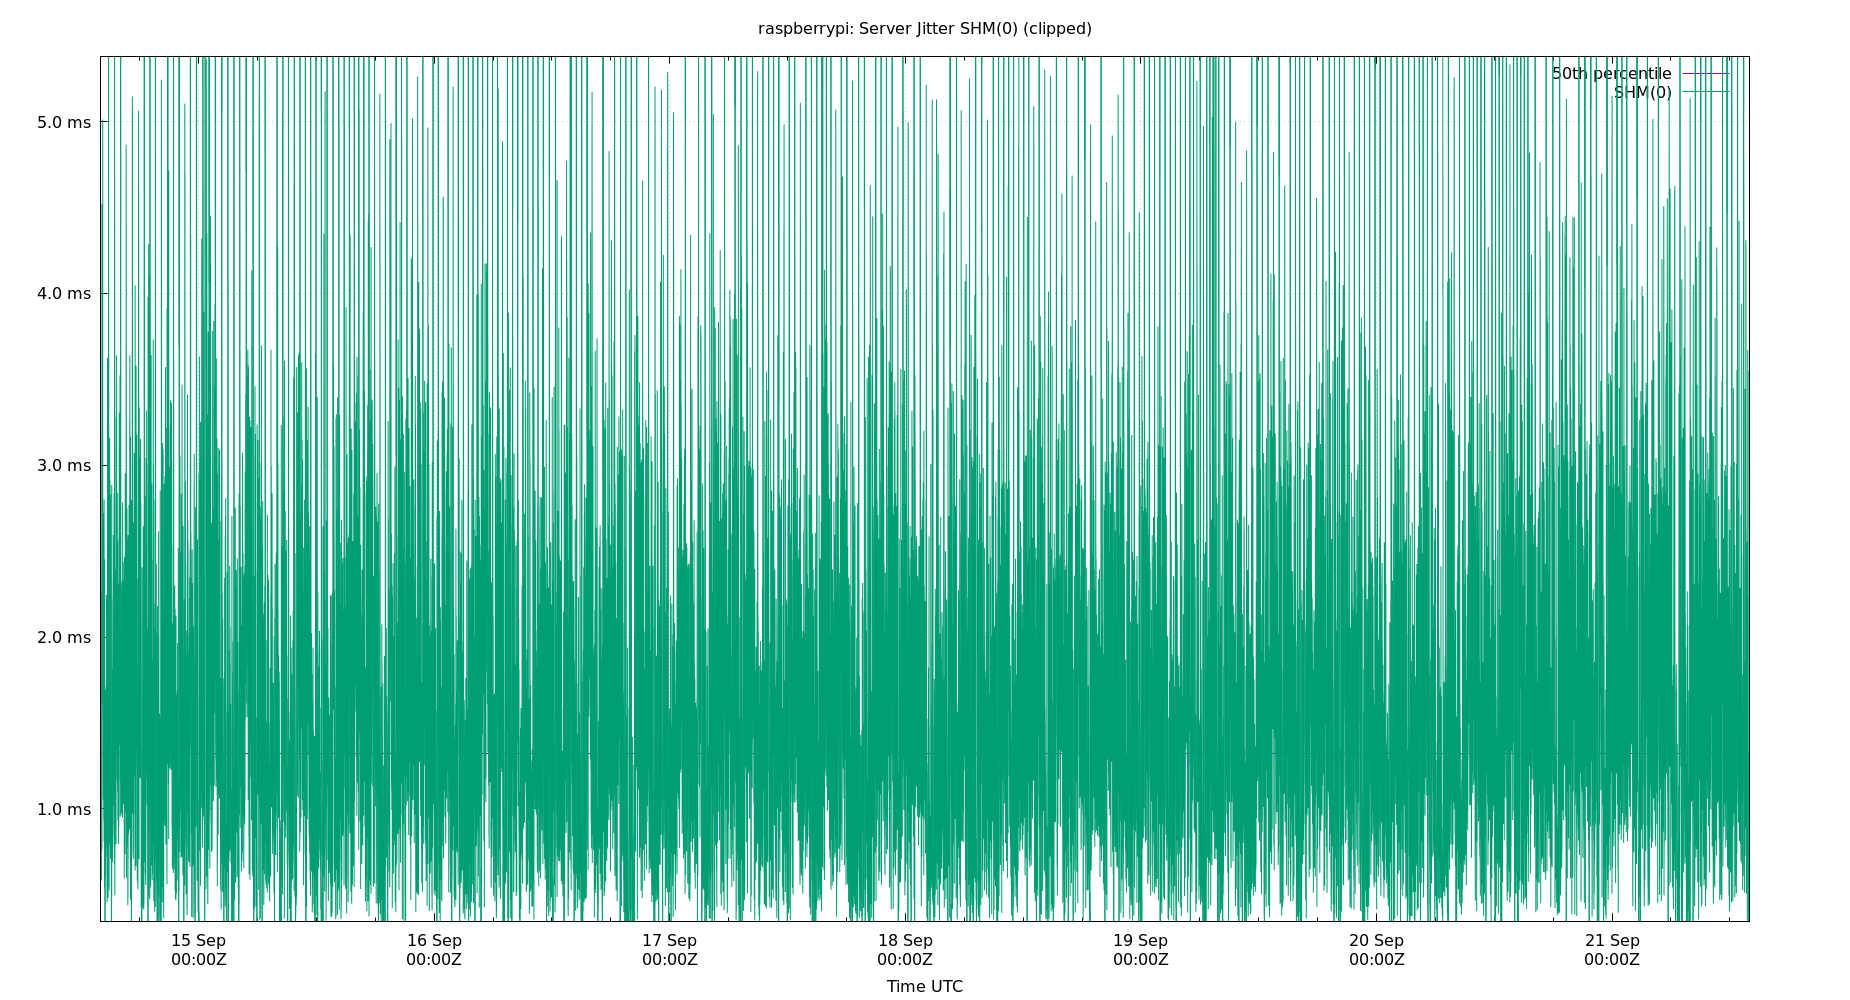 raspberrypi: Server Jitter SHM(0) (clipped)
50th percentile
SHM(0)
5.0 ms
4.0 ms
3.0 ms
2.0 ms
1.0 ms
15 Sep 16 Sep 17 Sep 18 Sep 19 Sep 20 Sep 21 Sep
00:00Z 00:00Z 00:00Z 00:00Z 00:00Z 00:00Z 00:00Z
Time UTC